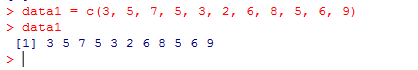 > data1 = c(3, 5, 7, 5, 3, 2, 6, 8, 5, 6, 9)
> data1
[1] 3 5 7 5 3 2 6 8 5 6 9
>